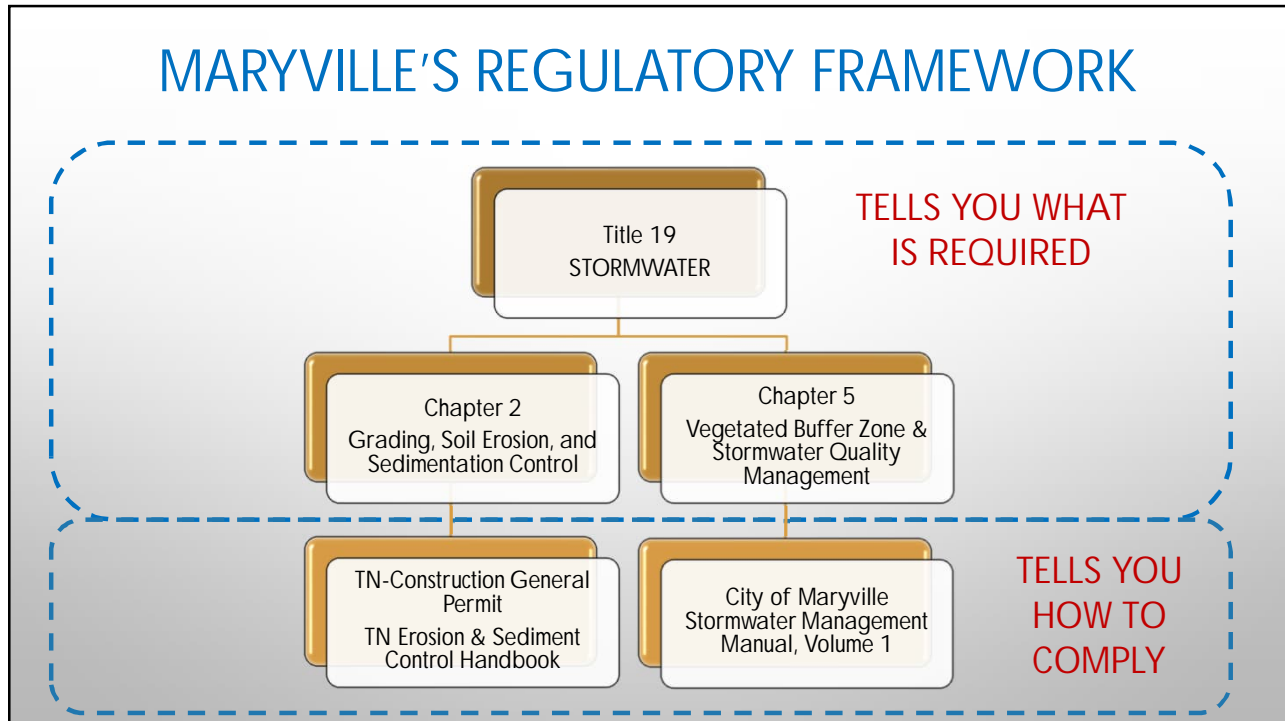 MARYVILLE'S REGULATORY FRAMEWORK
TELLS YOU WHAT
IS REQUIRED
Title 19
STORMWATER
Chapter 2
Grading, Soil Erosion, and
Sedimentation Control
Chapter 5
Vegetated Buffer Zone &
Stormwater Quality
Management
TN-Construction General
Permit
TN Erosion & Sediment
Control Handbook
City of Maryville
Stormwater Management
Manual, Volume 1
TELLS YOU
HOW TO
COMPLY